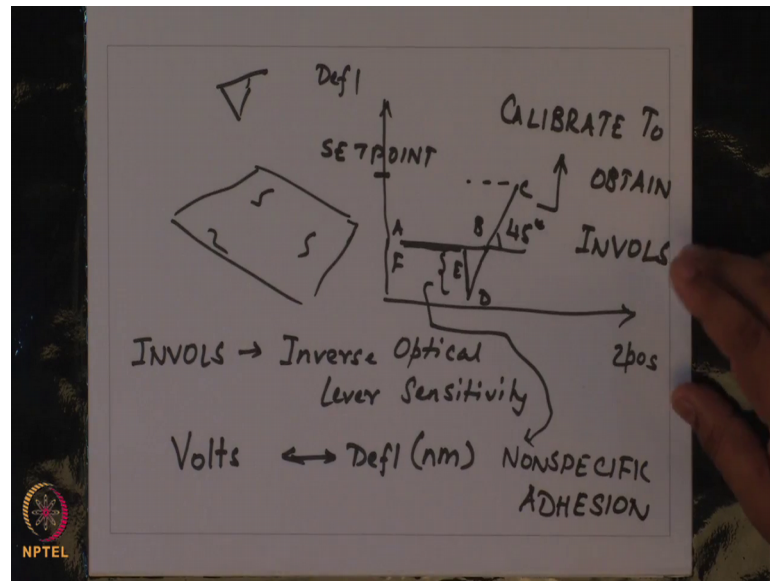 Defl
CALIBRATE TO
OBTAIN
INVOLS
SETPOINT
C
A
B
45°
F
E
D
S
S
Zpos
INVOLS → Inverse Optical
Lever Sensitivity
Volts ↔ Defl (nm)
NONSPECIFIC
ADHESION
NPTEL